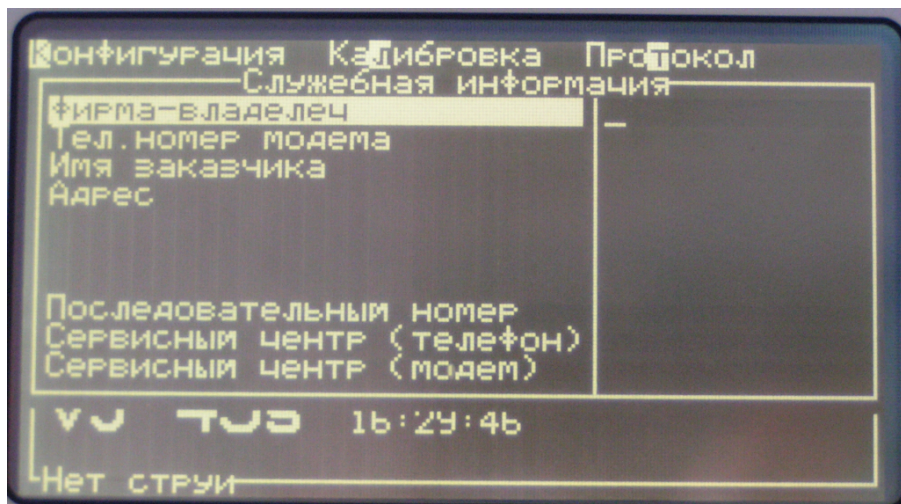 Конфигурация Калибровка Протокол
Служебная информация
Фирма-владелец
Тел.номер модема
Имя заказчика
Адрес
Последовательный номер
Сервисный центр (телефон)
Сервисный центр (модем)
16:29:46
Нет струи